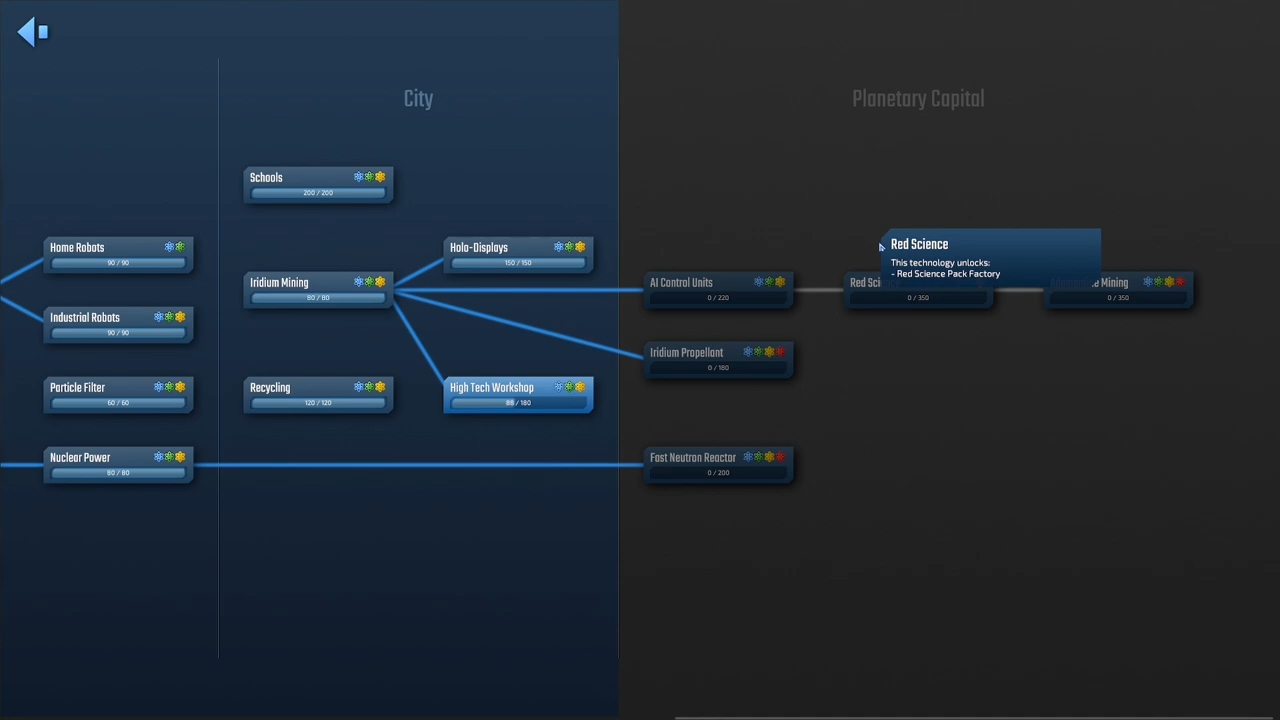 City
Planetary Capital
Schools
200 / 200
Home Robots
90 / 90
Holo-Displays
150 / 150
Red Science
This technology unlocks:
- Red Science Pack Factory
Iridium Mining
80 / 80
AI Control Units
0 / 220
Red Sci
0 / 350
Mining
0 / 350
Industrial Robots
90 / 90
Iridium Propellant
0 / 180
Particle Filter
60 / 60
Recycling
120 / 120
High Tech Workshop
88 / 180
Nuclear Power
80 / 80
Fast Neutron Reactor
0 / 200